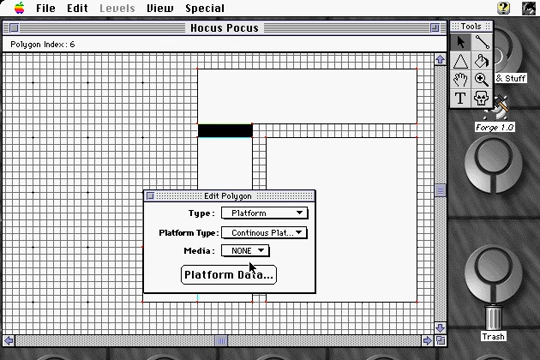 File Edit Levels View Special
Hocus Pocus
Polygon Index: 6
Tools
T
& Stuff
Forge 1.0
Edit Polygon
Type: Platform
Platform Type: Continous Plat...
Media: NONE
Platform Data...
Trash